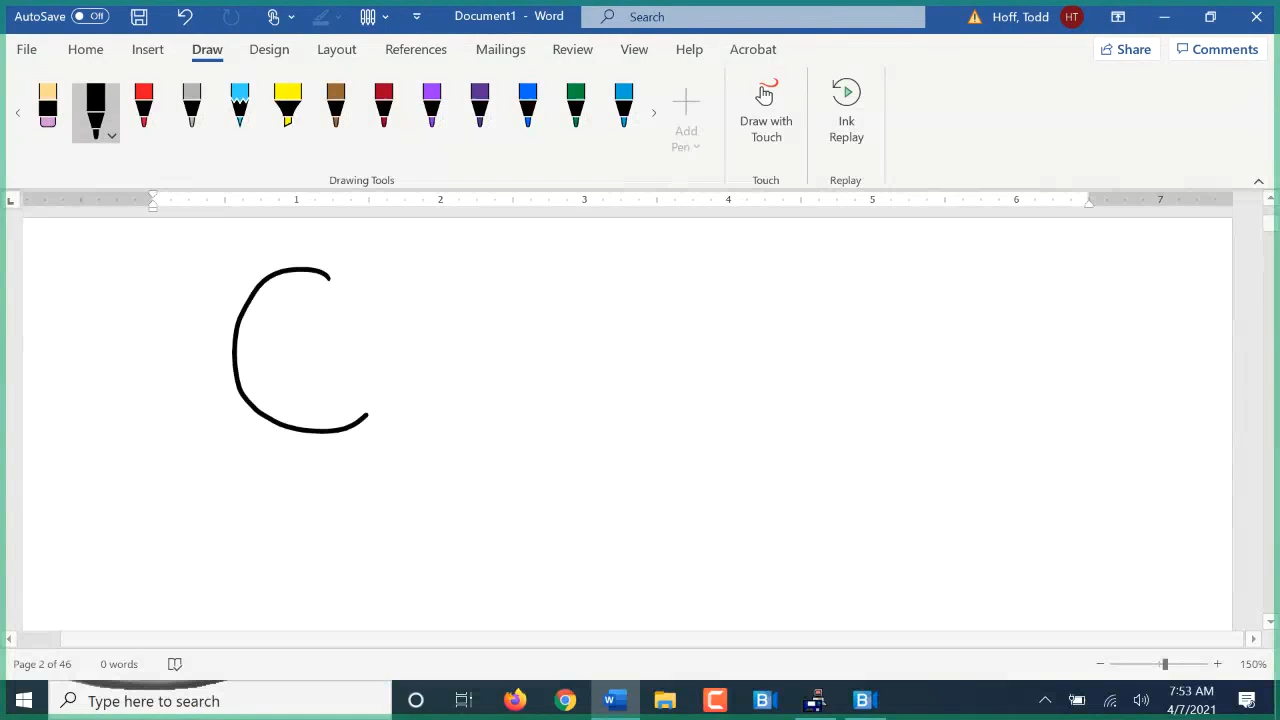 AutoSave Off Document1 - Word Search Hoff, Todd HT
File Home Insert Draw Design Layout References Mailings Review View Help Acrobat Share Comments
Add Pen
Draw with Touch
Ink Replay
Drawing Tools Touch Replay
1 2 3 4 5 6 7
C
Page 2 of 46 0 words 150%
Type here to search
7:53 AM
4/7/2021